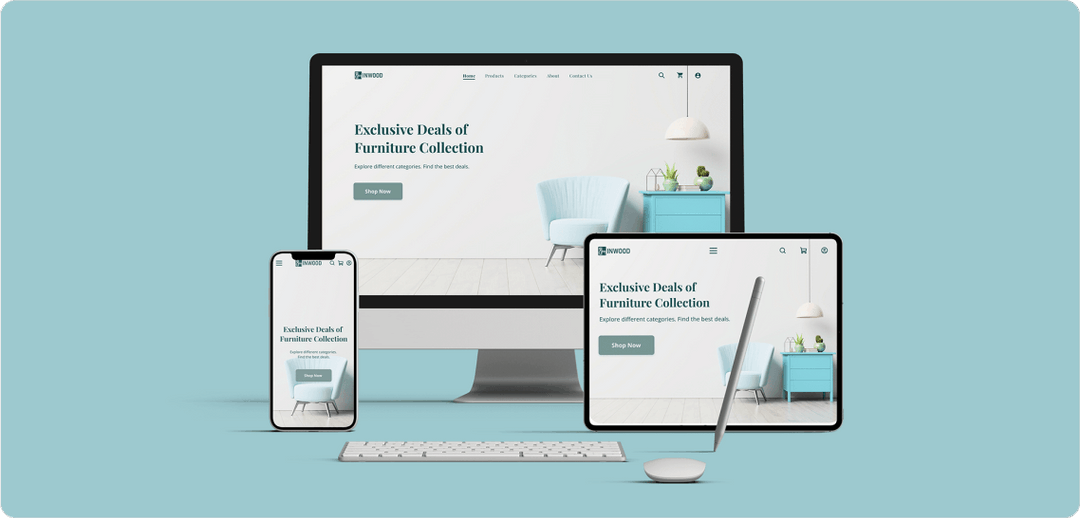 INWOOD
Home Products Categories About Contact Us
Exclusive Deals of
Furniture Collection
Explore different categories. Find the best deals.
Shop Now
INWOOD
Exclusive Deals of
Furniture Collection
Explore different categories.
Find the best deals.
Shop Now
INWOOD
Exclusive Deals of
Furniture Collection
Explore different categories. Find the best deals.
Shop Now